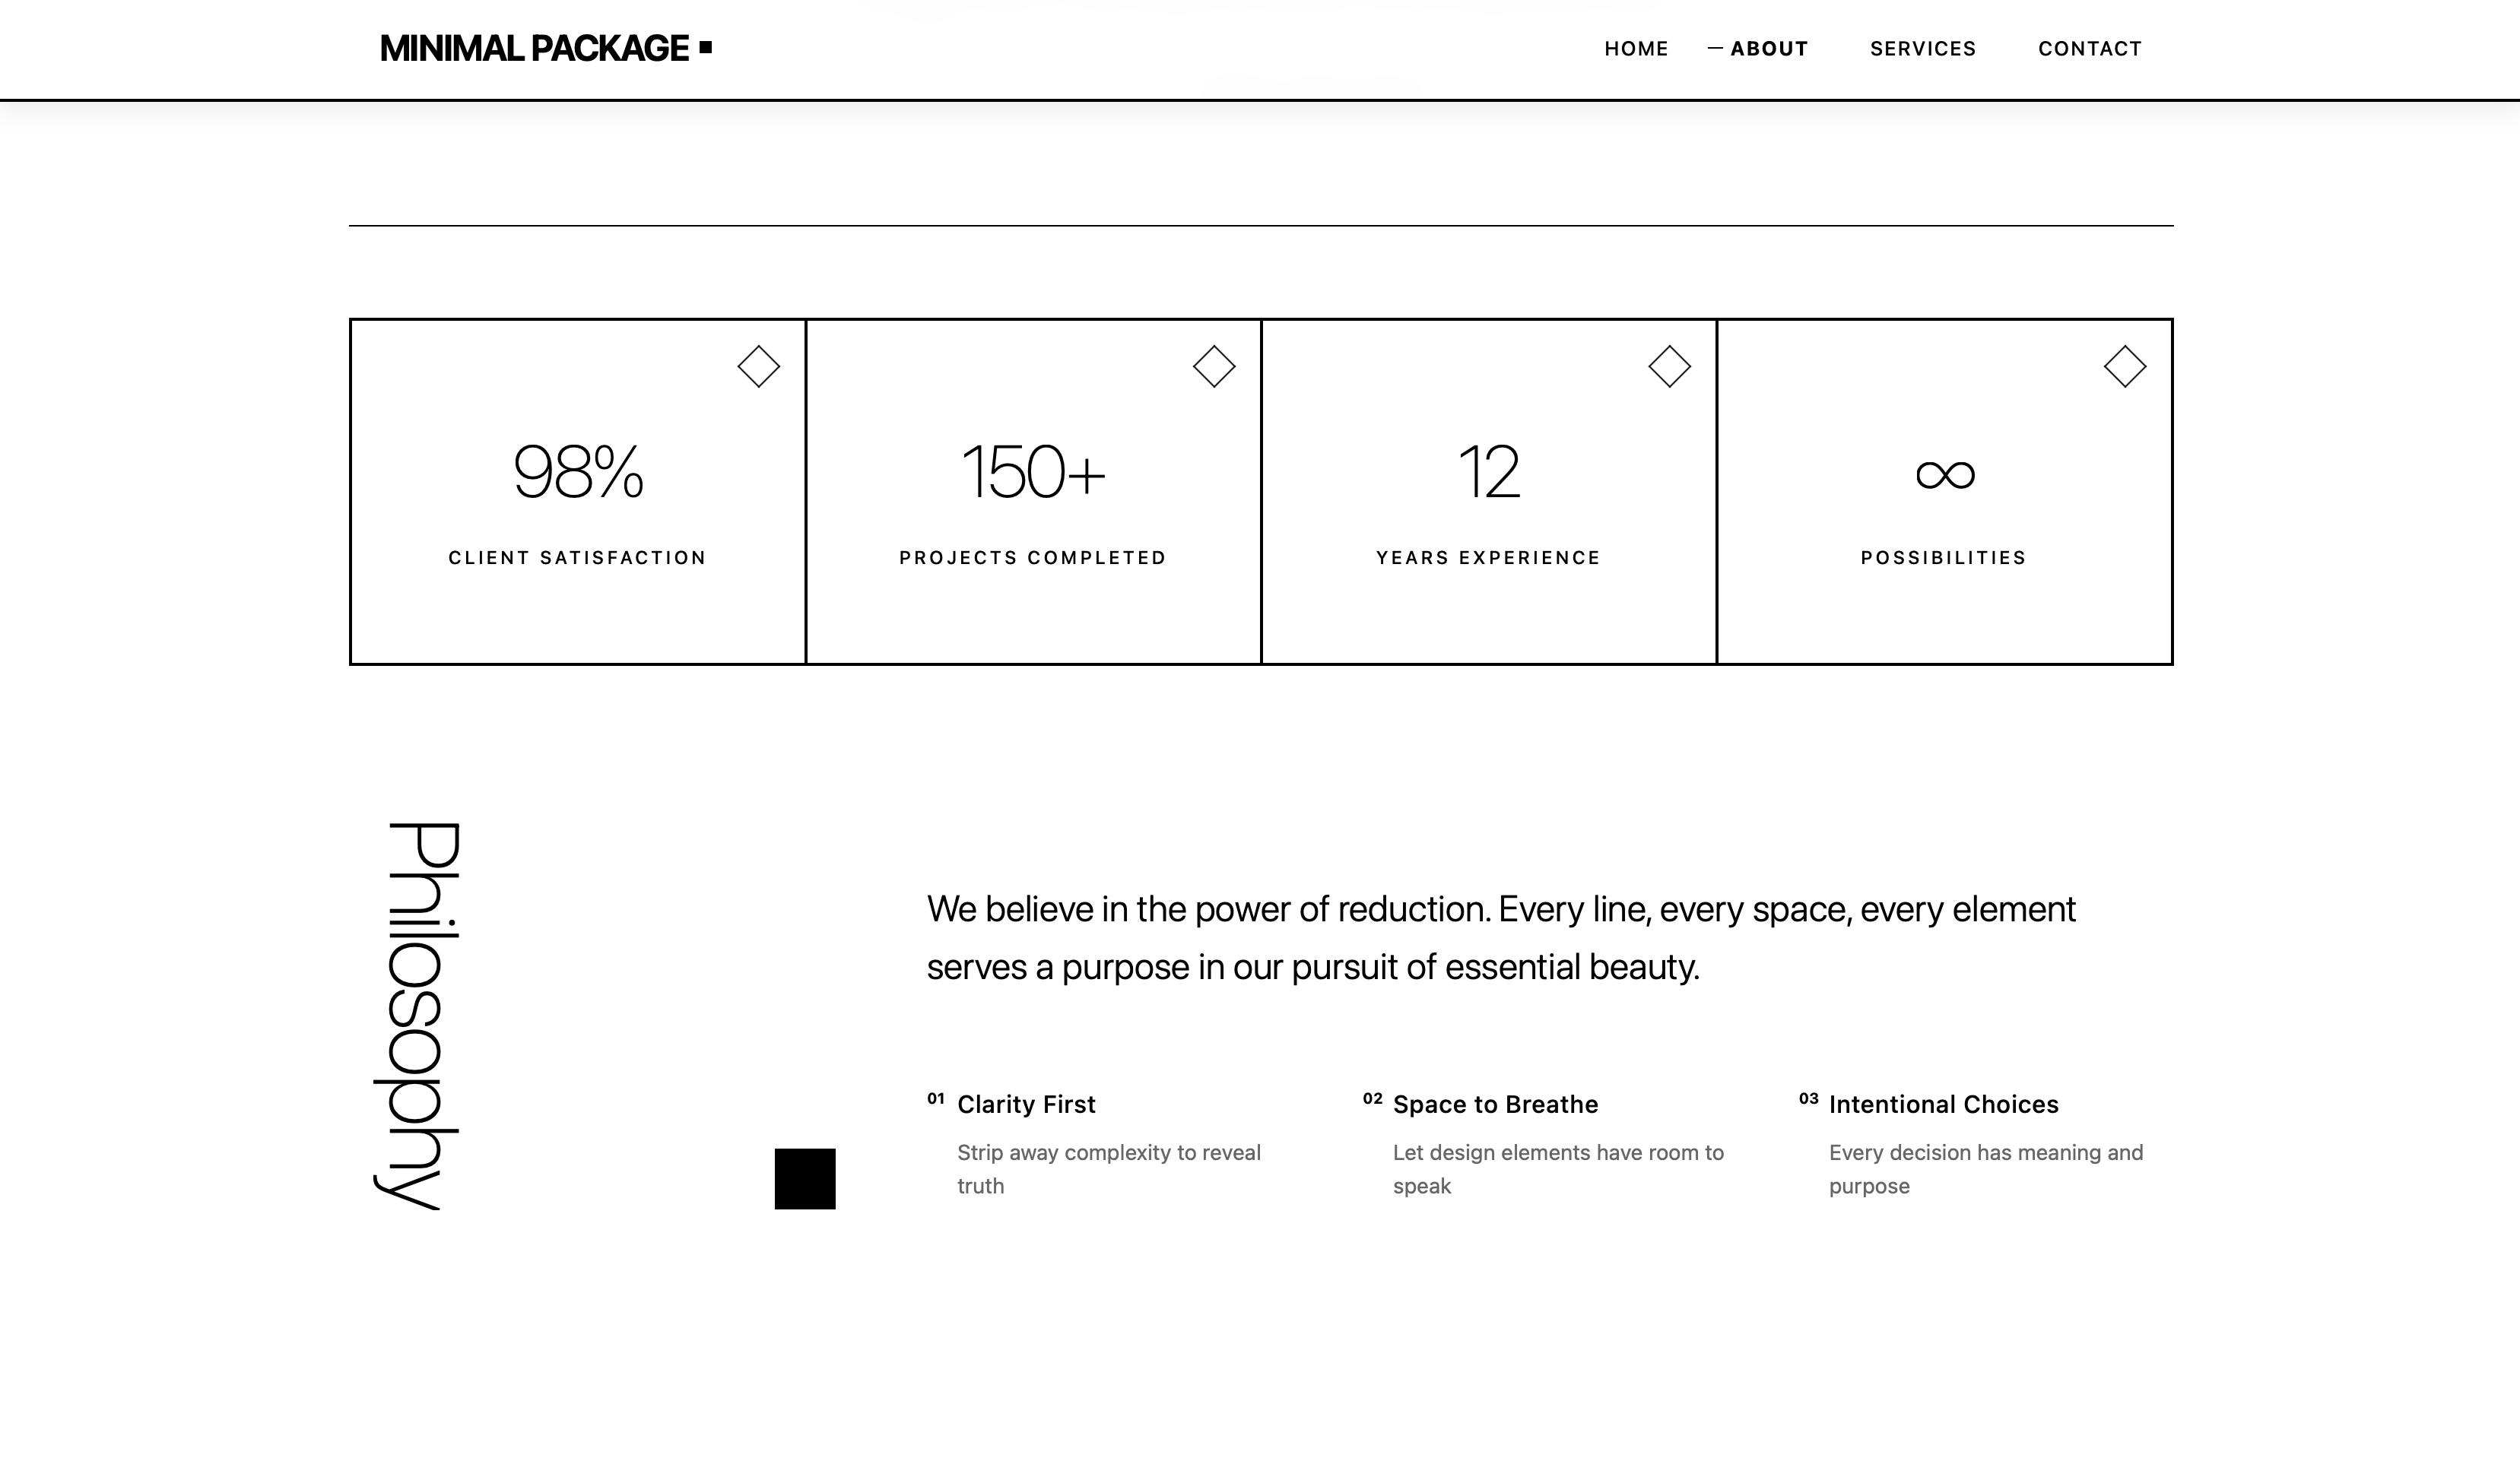 MINIMAL PACKAGE
HOME
ABOUT
SERVICES
CONTACT
98%
CLIENT SATISFACTION
150+
PROJECTS COMPLETED
12
YEARS EXPERIENCE
∞
POSSIBILITIES
Philosophy
We believe in the power of reduction. Every line, every space, every element
serves a purpose in our pursuit of essential beauty.
01 Clarity First
Strip away complexity to reveal
truth
02 Space to Breathe
Let design elements have room to
speak
03 Intentional Choices
Every decision has meaning and
purpose